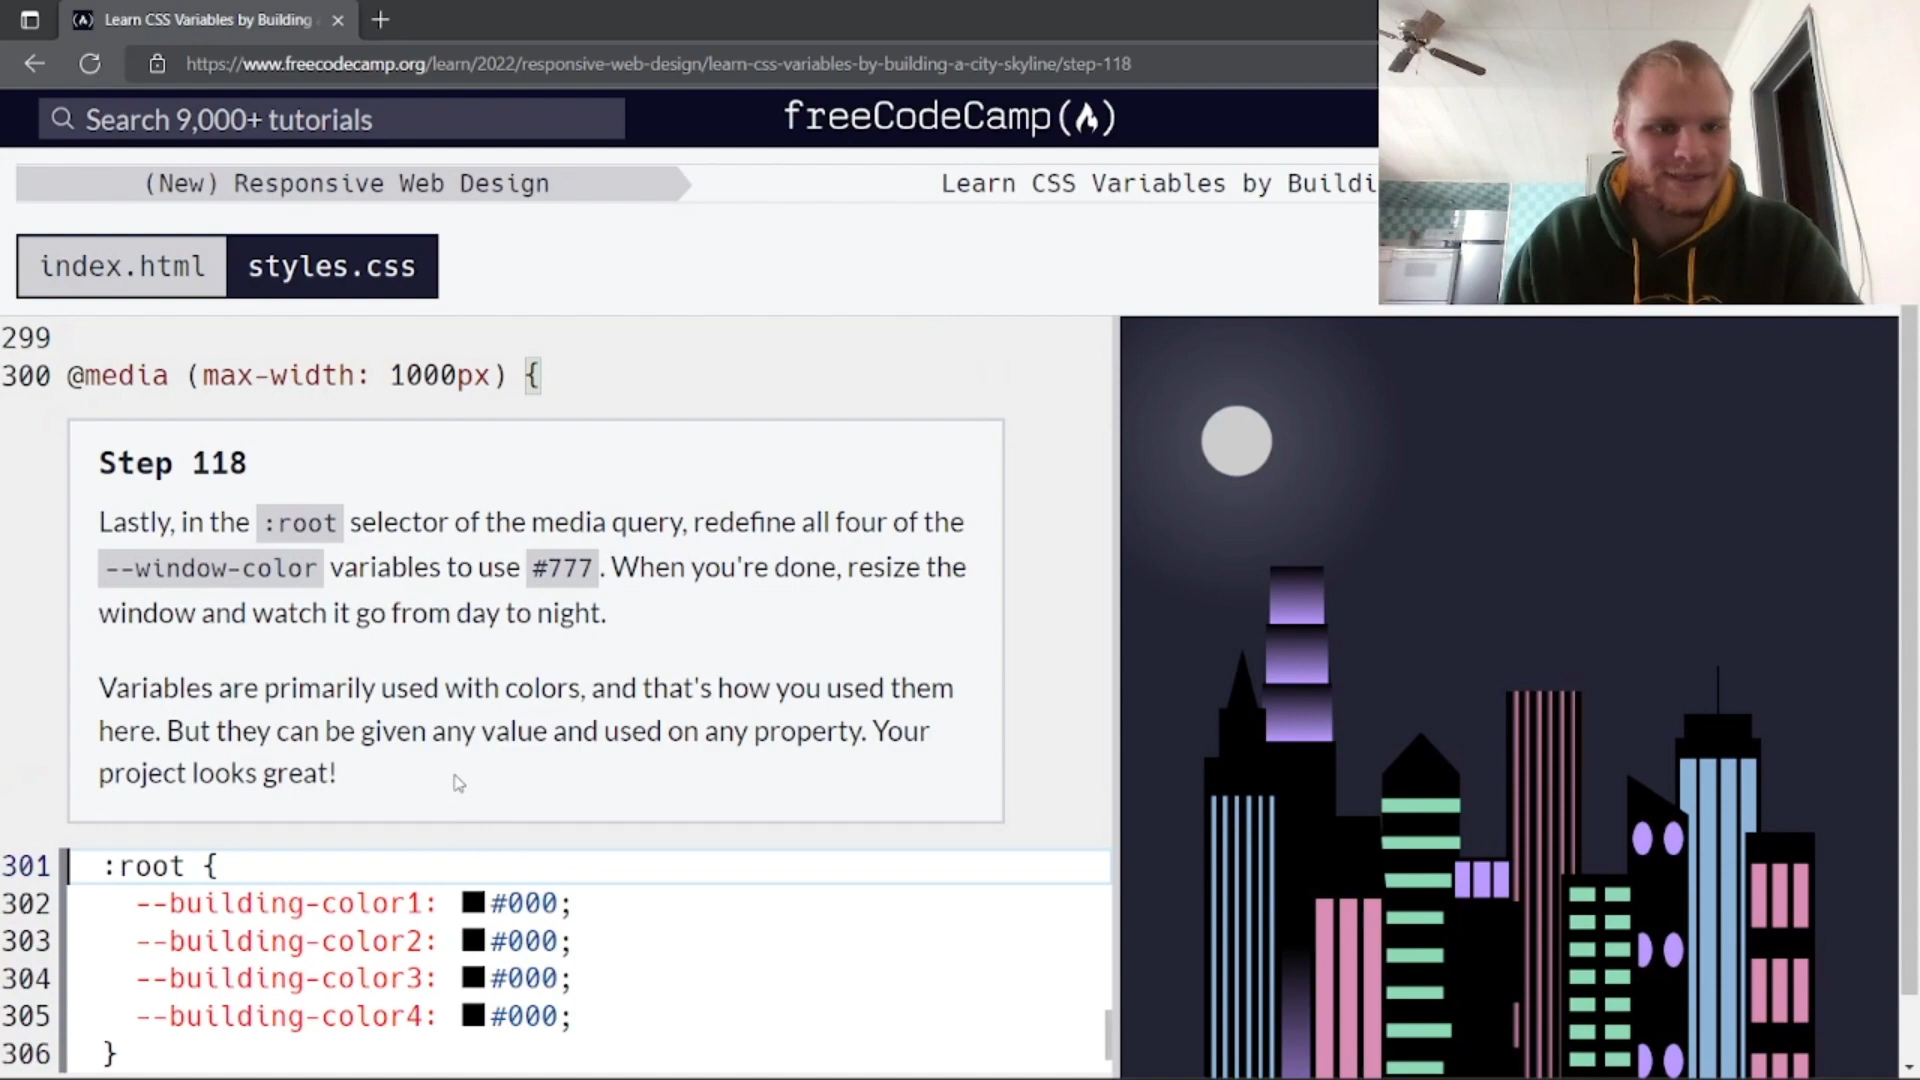 Learn CSS Variables by Building
https://www.freecodecamp.org/learn/2022/responsive-web-design/learn-css-variables-by-building-a-city-skyline/step-118
Search 9,000+ tutorials
freeCodeCamp(🔥)
(New) Responsive Web Design
Learn CSS Variables by Buildi
index.html
styles.css
299
300 @media (max-width: 1000px) {
Step 118
Lastly, in the :root selector of the media query, redefine all four of the
--window-color variables to use #777. When you're done, resize the
window and watch it go from day to night.
Variables are primarily used with colors, and that's how you used them
here. But they can be given any value and used on any property. Your
project looks great!
301 :root {
302 --building-color1: #000;
303 --building-color2: #000;
304 --building-color3: #000;
305 --building-color4: #000;
306 }